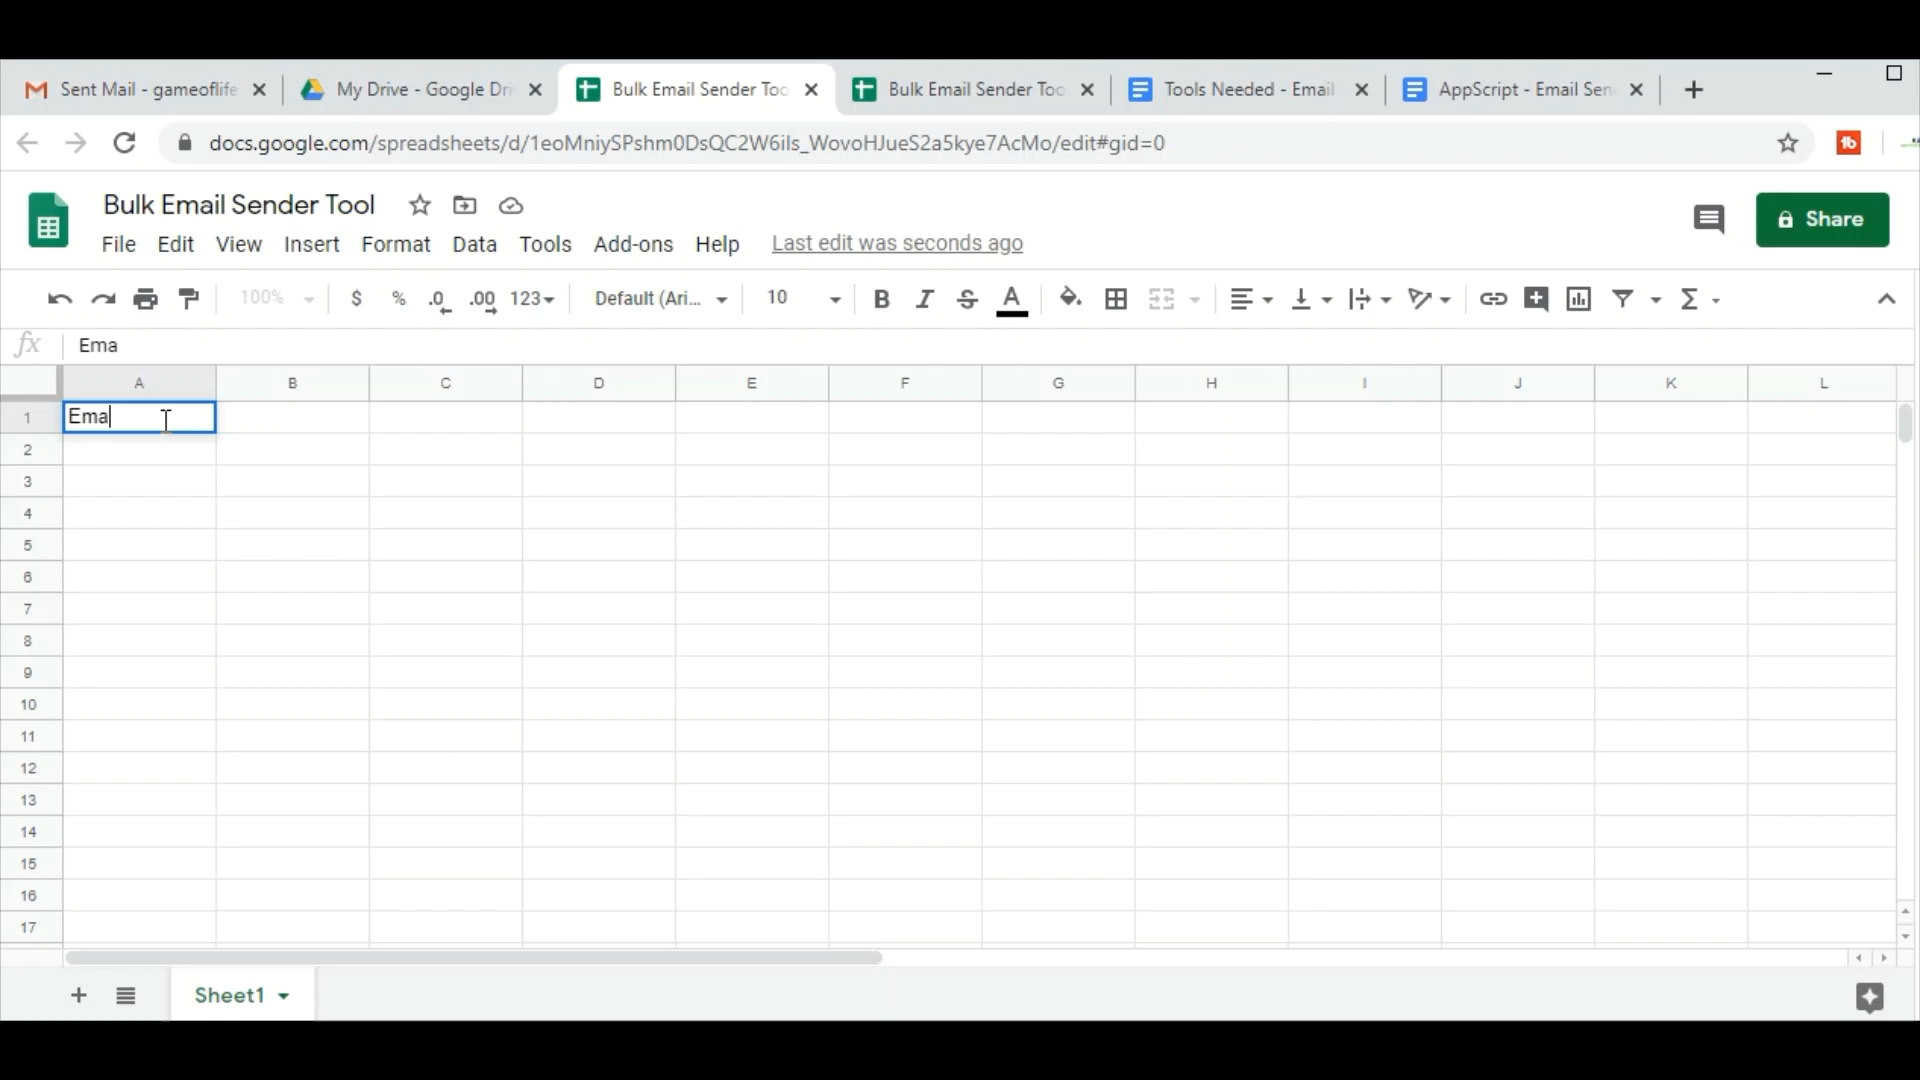 Sent Mail - gameoflife
My Drive - Google Dri
Bulk Email Sender Too
Bulk Email Sender Too
Tools Needed - Email
AppScript - Email Sen
docs.google.com/spreadsheets/d/1eoMniySPshm0DsQC2W6iIs_WovoHJueS2a5kye7AcMo/edit#gid=0
Bulk Email Sender Tool
Share
File Edit View Insert Format Data Tools Add-ons Help Last edit was seconds ago
100% $ % .0 .00 123 Default (Ari... 10 B I S A Σ
fx Ema
A B C D E F G H I J K L
1 Ema
2
3
4
5
6
7
8
9
10
11
12
13
14
15
16
17
Sheet1